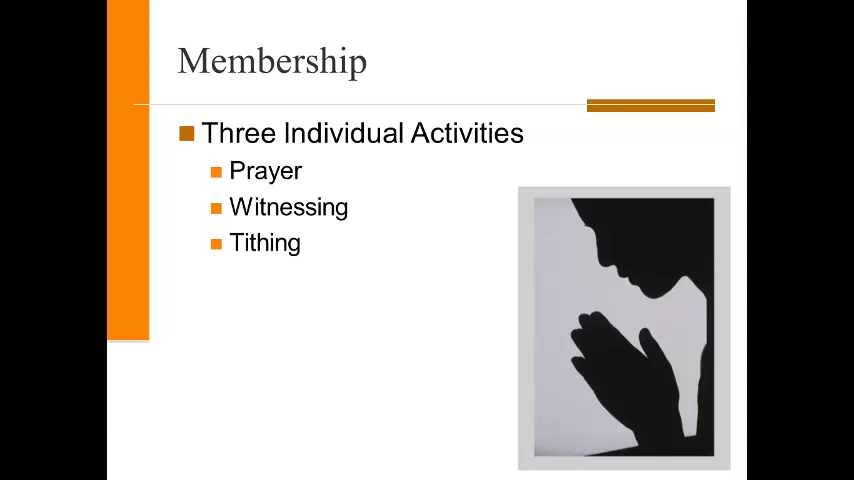 Membership
Three Individual Activities
Prayer
Witnessing
Tithing